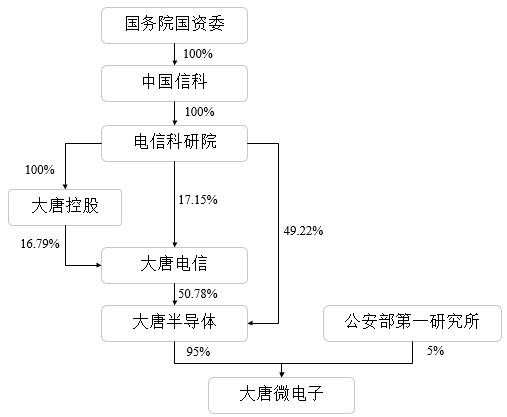 国务院国资委
100%
中国信科
100%
电信科研院
100%
17.15%
49.22%
大唐控股
16.79%
大唐电信
50.78%
大唐半导体
公安部第一研究所
95%
5%
大唐微电子